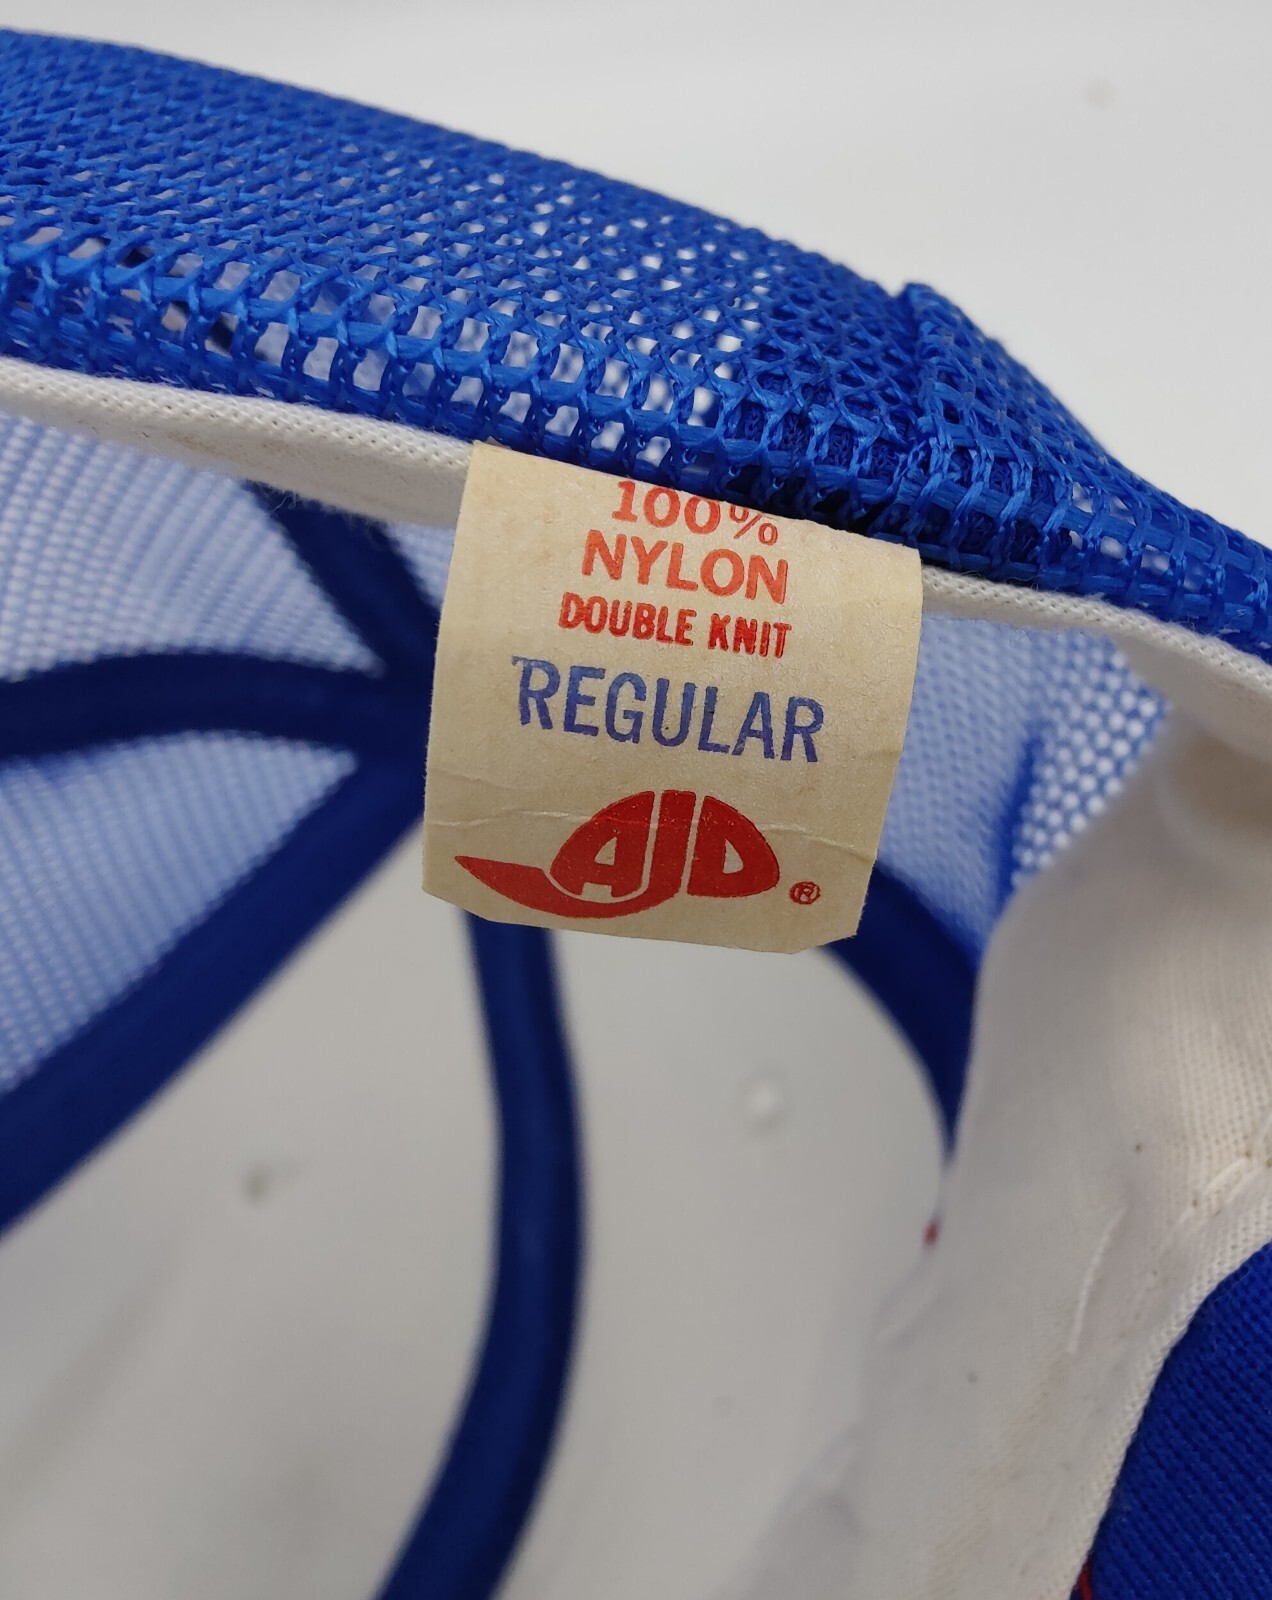 100%
NYLON
DOUBLE KNIT
REGULAR
AJD ®